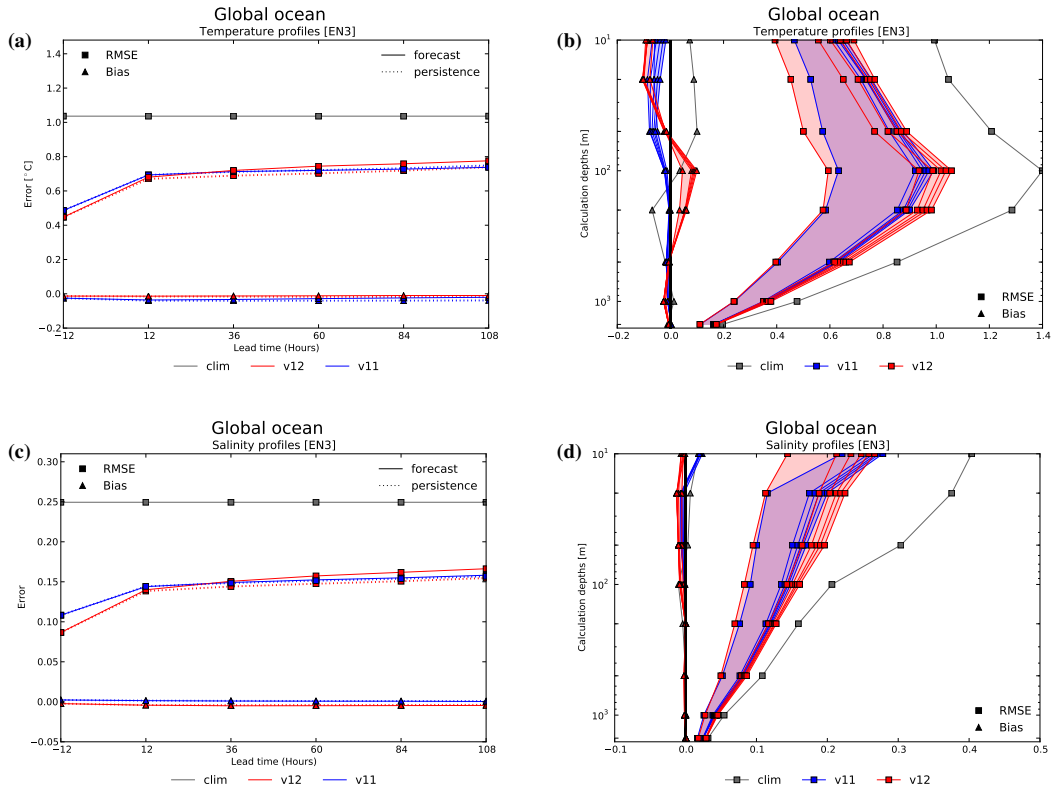 (a)
Global ocean
Temperature profiles [EN3]
RMSE
Bias
forecast
persistence
1.4
1.2
1.0
0.8
0.6
0.4
0.2
0.0
−0.2
Error [°C]
−12 12 36 60 84 108
Lead time (Hours)
clim v12 v11
(b)
Global ocean
Temperature profiles [EN3]
10¹
10²
10³
Calculation depths [m]
RMSE
Bias
−0.2 0.0 0.2 0.4 0.6 0.8 1.0 1.2 1.4
clim v11 v12
(c)
Global ocean
Salinity profiles [EN3]
RMSE
Bias
forecast
persistence
0.30
0.25
0.20
0.15
0.10
0.05
0.00
−0.05
Error
−12 12 36 60 84 108
Lead time (Hours)
clim v12 v11
(d)
Global ocean
Salinity profiles [EN3]
10¹
10²
10³
Calculation depths [m]
RMSE
Bias
−0.1 0.0 0.1 0.2 0.3 0.4 0.5
clim v11 v12